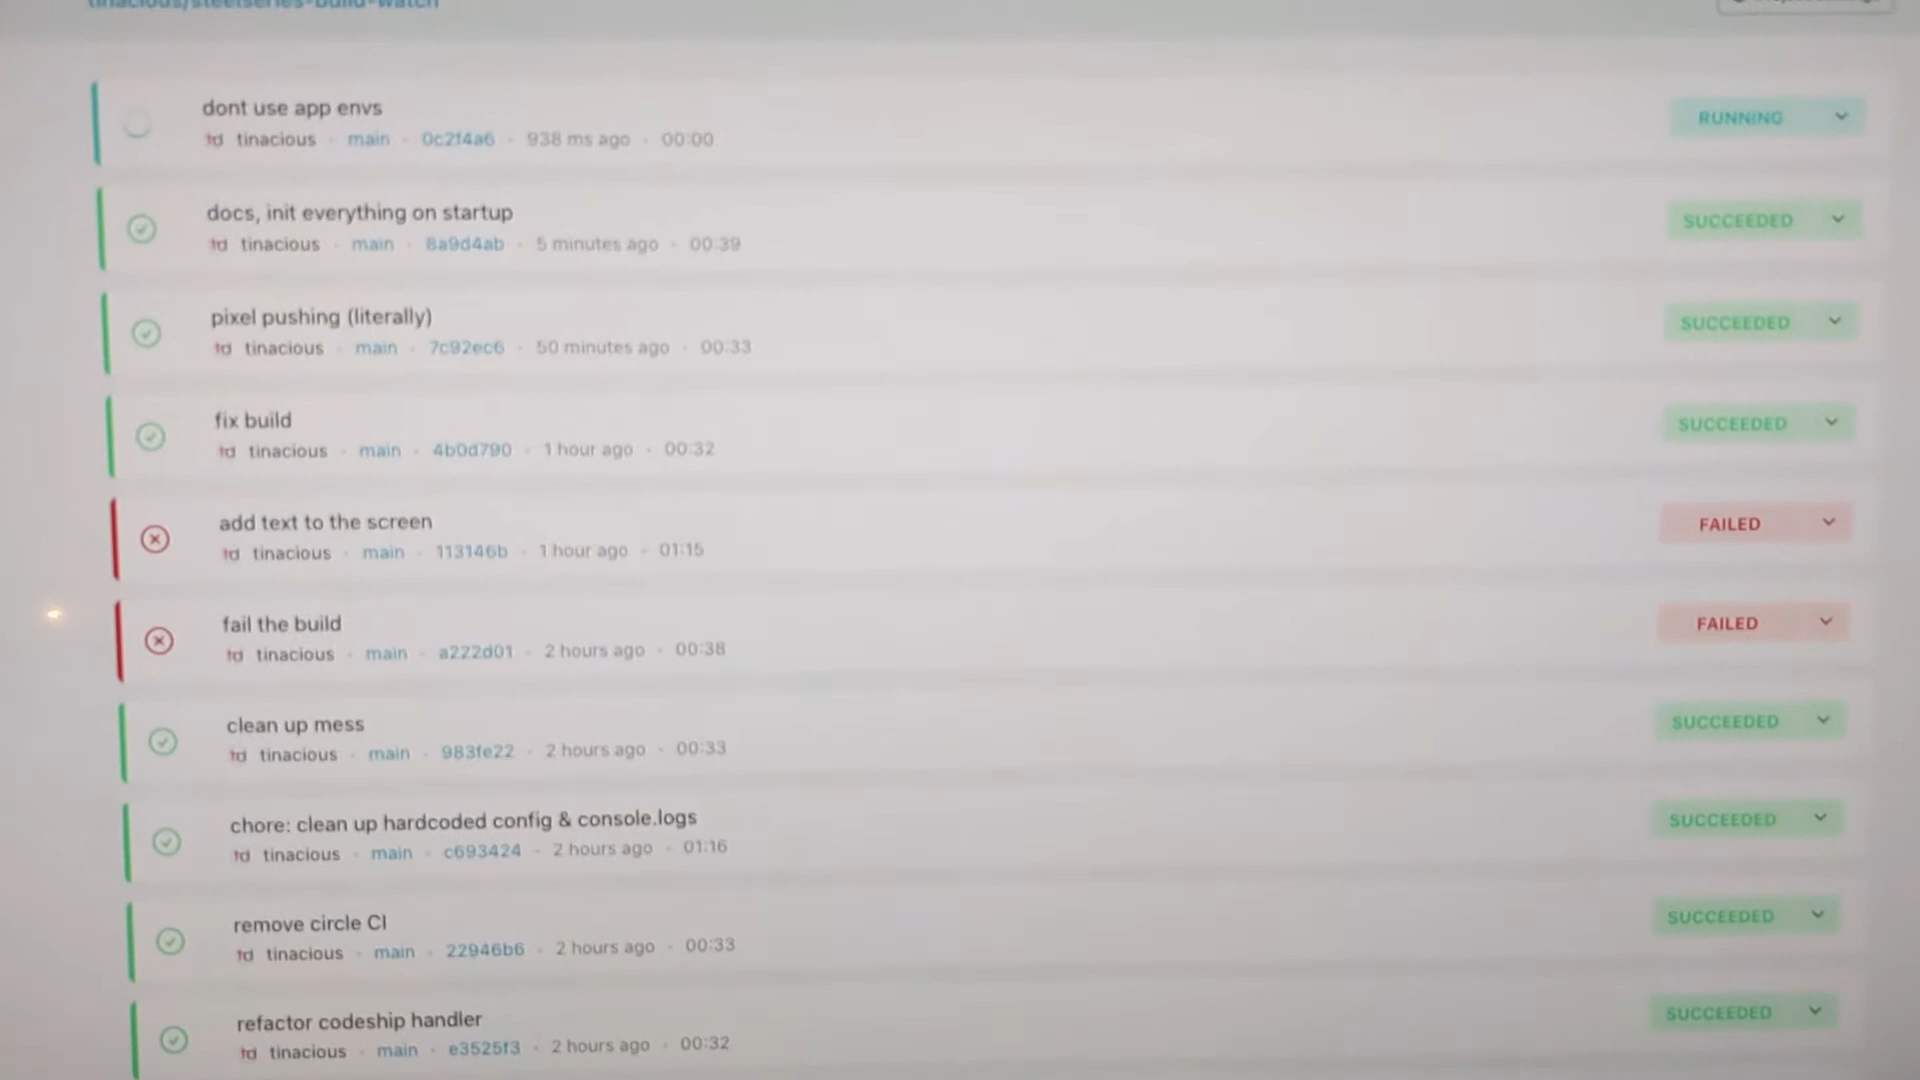 tinacious/steelseries-build-watch
dont use app envs
td tinacious · main · 0c2f4a6 · 938 ms ago · 00:00
RUNNING
docs, init everything on startup
td tinacious · main · 8a9d4ab · 5 minutes ago · 00:39
SUCCEEDED
pixel pushing (literally)
td tinacious · main · 7c92ec6 · 50 minutes ago · 00:33
SUCCEEDED
fix build
td tinacious · main · 4b0d790 · 1 hour ago · 00:32
SUCCEEDED
add text to the screen
td tinacious · main · 113146b · 1 hour ago · 01:15
FAILED
fail the build
td tinacious · main · a222d01 · 2 hours ago · 00:38
FAILED
clean up mess
td tinacious · main · 983fe22 · 2 hours ago · 00:33
SUCCEEDED
chore: clean up hardcoded config & console.logs
td tinacious · main · c693424 · 2 hours ago · 01:16
SUCCEEDED
remove circle CI
td tinacious · main · 22946b6 · 2 hours ago · 00:33
SUCCEEDED
refactor codeship handler
td tinacious · main · e3525f3 · 2 hours ago · 00:32
SUCCEEDED